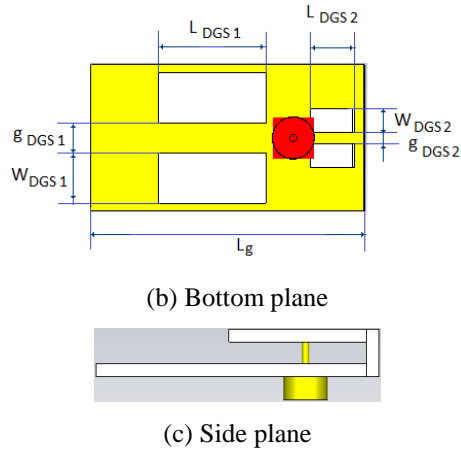 L DGS 1
L DGS 2
g DGS 1
W DGS 1
W DGS 2
g DGS 2
Lg
(b) Bottom plane
(c) Side plane